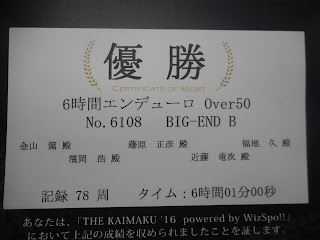 優勝
CERTIFICATE OF MERIT
6時間エンデューロ Over50
No.6108 BIG-END B
金山 篤 殿 藤原 正彦 殿 福地 久 殿
濱岡 浩 殿 近藤 竜次 殿
記録 78 周 タイム：6時間01分00秒
あなたは、「THE KAIMAKU '16 powered by WizSpo!!」
において上記の成績を収められましたことを証します。